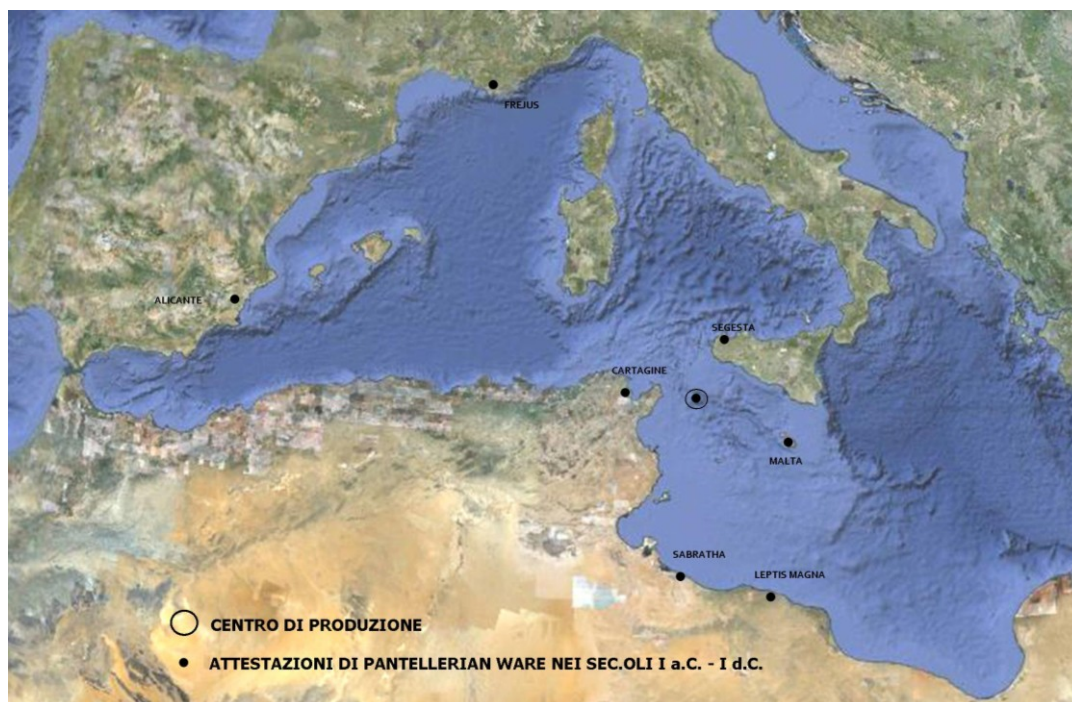 FREJUS
ALICANTE
SEGESTA
CARTAGINE
MALTA
SABRATHA
LEPTIS MAGNA
CENTRO DI PRODUZIONE
ATTESTAZIONI DI PANTELLERIAN WARE NEI SEC.OLI I a.C. - I d.C.